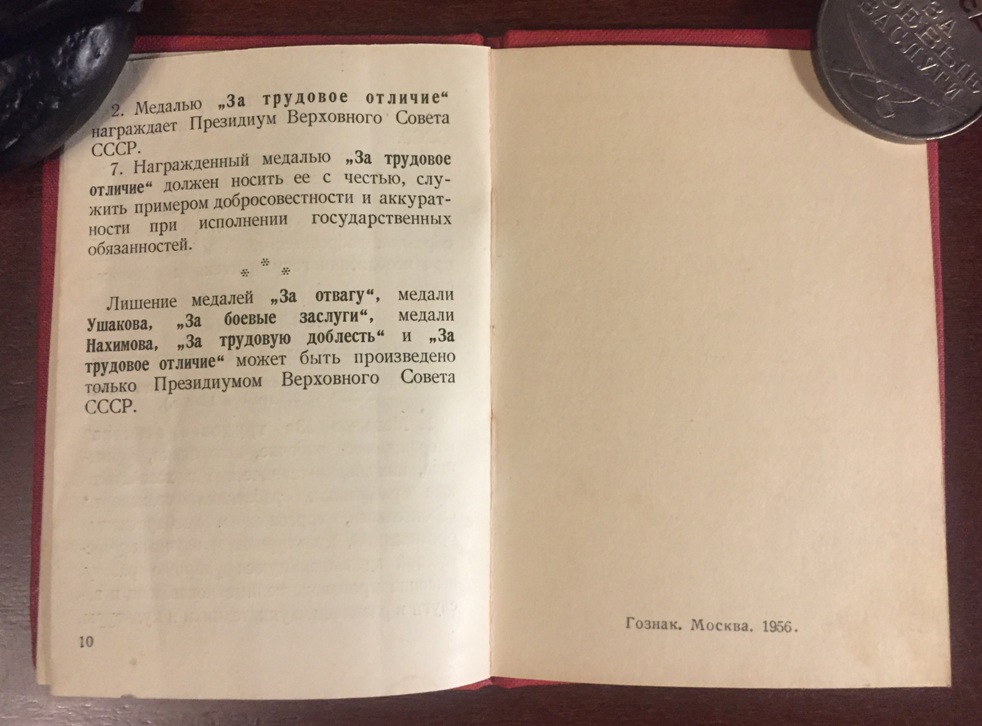 2. Медалью „За трудовое отличие“
награждает Президиум Верховного Совета
СССР.
7. Награжденный медалью „За трудовое
отличие“ должен носить ее с честью, слу-
жить примером добросовестности и аккурат-
ности при исполнении государственных
обязанностей.
* * *
Лишение медалей „За отвагу“, медали
Ушакова, „За боевые заслуги“, медали
Нахимова, „За трудовую доблесть“ и „За
трудовое отличие“ может быть произведено
только Президиумом Верховного Совета
СССР.
10
Гознак. Москва. 1956.
ЗА
БОЕВЫЕ
ЗАСЛУГИ